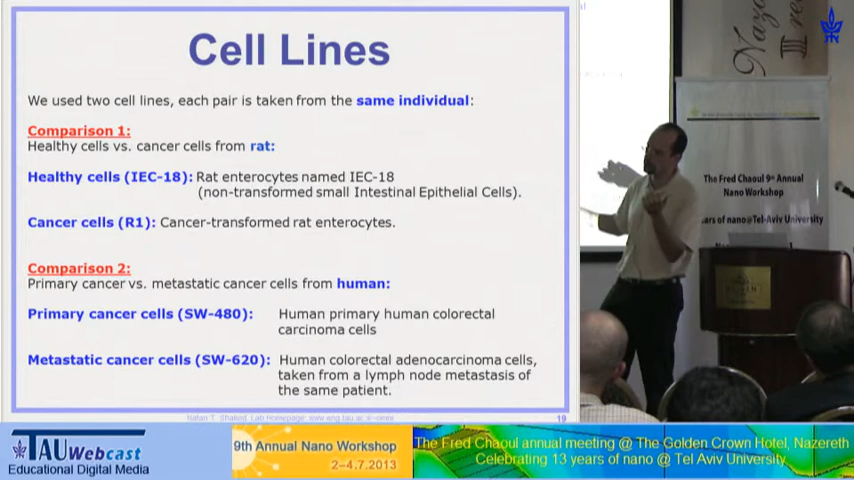 Cell Lines
We used two cell lines, each pair is taken from the same individual:
Comparison 1:
Healthy cells vs. cancer cells from rat:
Healthy cells (IEC-18): Rat enterocytes named IEC-18
(non-transformed small Intestinal Epithelial Cells).
Cancer cells (R1): Cancer-transformed rat enterocytes.
Comparison 2:
Primary cancer vs. metastatic cancer cells from human:
Primary cancer cells (SW-480): Human primary human colorectal
carcinoma cells
Metastatic cancer cells (SW-620): Human colorectal adenocarcinoma cells,
taken from a lymph node metastasis of
the same patient.
19
The Fred Chaoul 9th Annual
Nano Workshop
ars of nano@Tel-Aviv University
TAU Webcast
Educational Digital Media
9th Annual Nano Workshop
2-4.7.2013
The Fred Chaoul annual meeting @ The Golden Crown Hotel, Nazereth
Celebrating 13 years of nano @ Tel Aviv University